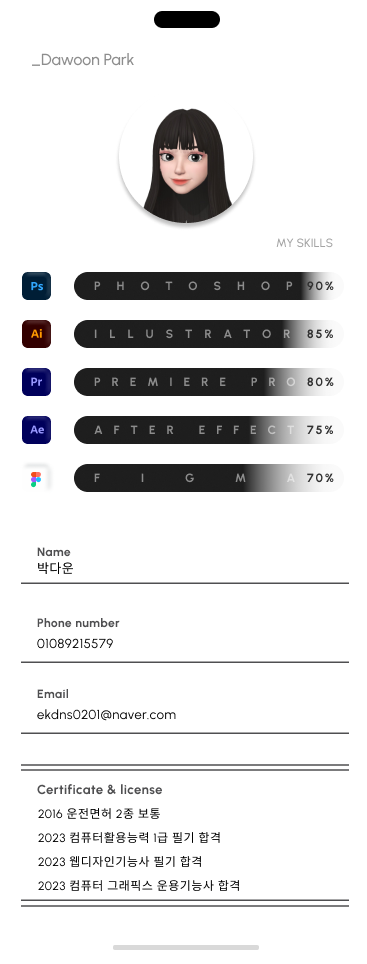 _Dawoon Park
MY SKILLS
Ps PHOTOSHOP 90%
Ai ILLUSTRATOR 85%
Pr PREMIERE PRO 80%
Ae AFTER EFFECT 75%
FIGMA 70%
Name
박다운
Phone number
01089215579
Email
ekdns0201@naver.com
Certificate & license
2016 운전면허 2종 보통
2023 컴퓨터활용능력 1급 필기 합격
2023 웹디자인기능사 필기 합격
2023 컴퓨터 그래픽스 운용기능사 합격